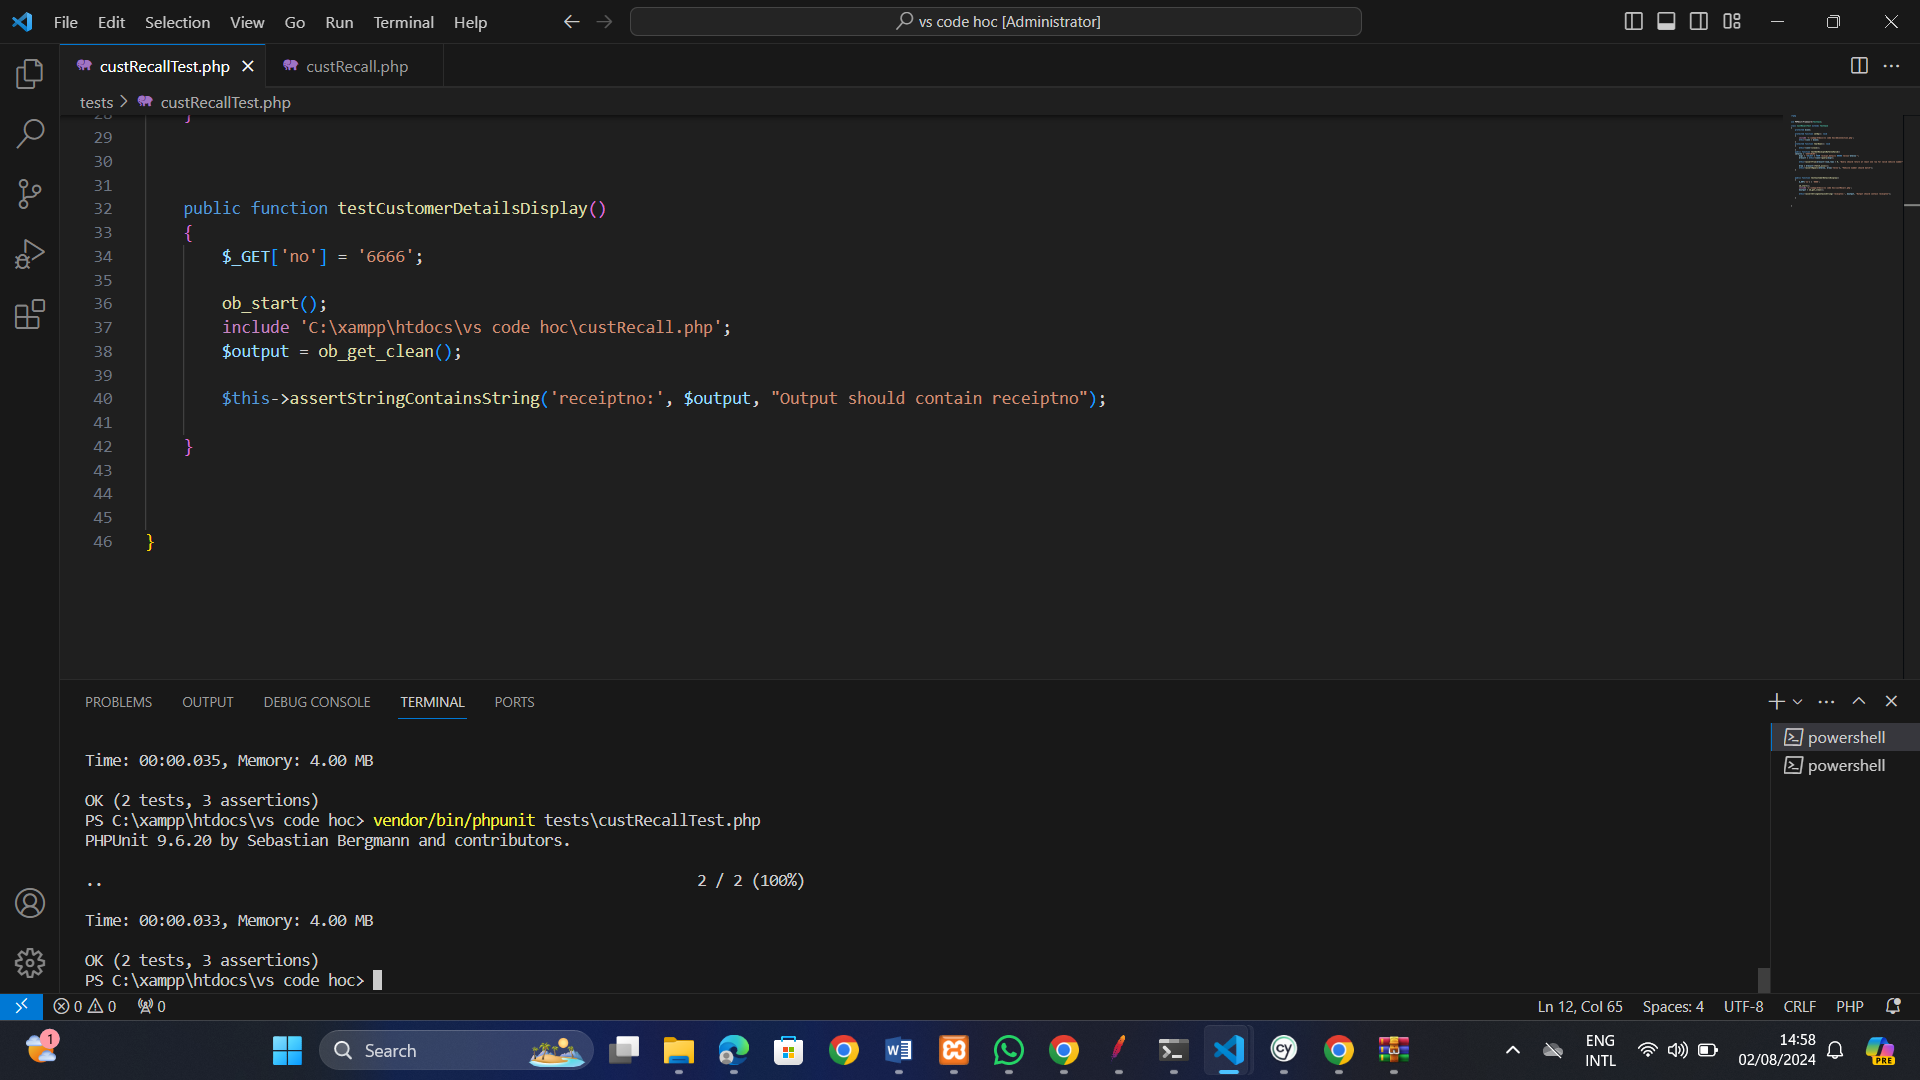 File Edit Selection View Go Run Terminal Help
vs code hoc [Administrator]
custRecallTest.php
custRecall.php
tests > custRecallTest.php
28 }
29
30
31
32 public function testCustomerDetailsDisplay()
33 {
34 $_GET['no'] = '6666';
35
36 ob_start();
37 include 'C:\xampp\htdocs\vs code hoc\custRecall.php';
38 $output = ob_get_clean();
39
40 $this->assertStringContainsString('receiptno:', $output, "Output should contain receiptno");
41
42 }
43
44
45
46 }
PROBLEMS OUTPUT DEBUG CONSOLE TERMINAL PORTS
powershell
powershell
Time: 00:00.035, Memory: 4.00 MB
OK (2 tests, 3 assertions)
PS C:\xampp\htdocs\vs code hoc> vendor/bin/phpunit tests\custRecallTest.php
PHPUnit 9.6.20 by Sebastian Bergmann and contributors.
.. 2 / 2 (100%)
Time: 00:00.033, Memory: 4.00 MB
OK (2 tests, 3 assertions)
PS C:\xampp\htdocs\vs code hoc>
0 0 0
Ln 12, Col 65 Spaces: 4 UTF-8 CRLF PHP
1
Search
W
cy
ENG
INTL
14:58
02/08/2024
PRE